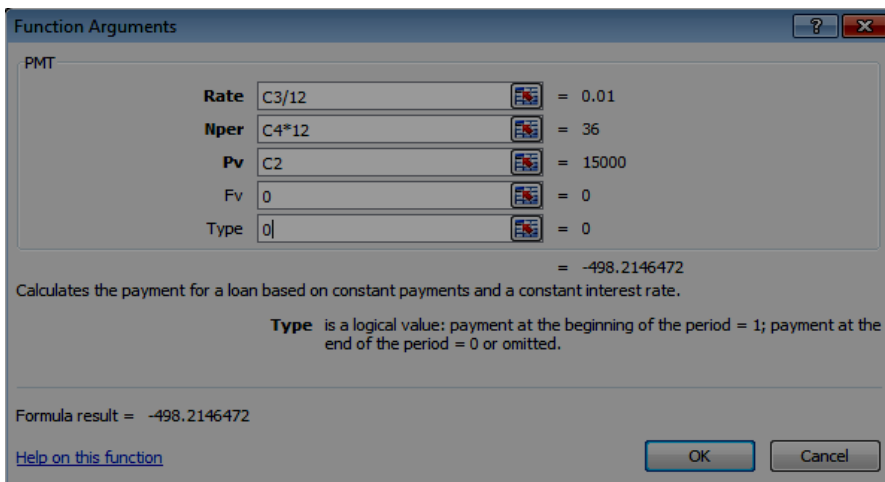 Function Arguments
PMT
Rate C3/12 = 0.01
Nper C4*12 = 36
Pv C2 = 15000
Fv 0 = 0
Type 0 = 0
= -498.2146472
Calculates the payment for a loan based on constant payments and a constant interest rate.
Type is a logical value: payment at the beginning of the period = 1; payment at the
end of the period = 0 or omitted.
Formula result = -498.2146472
Help on this function OK Cancel